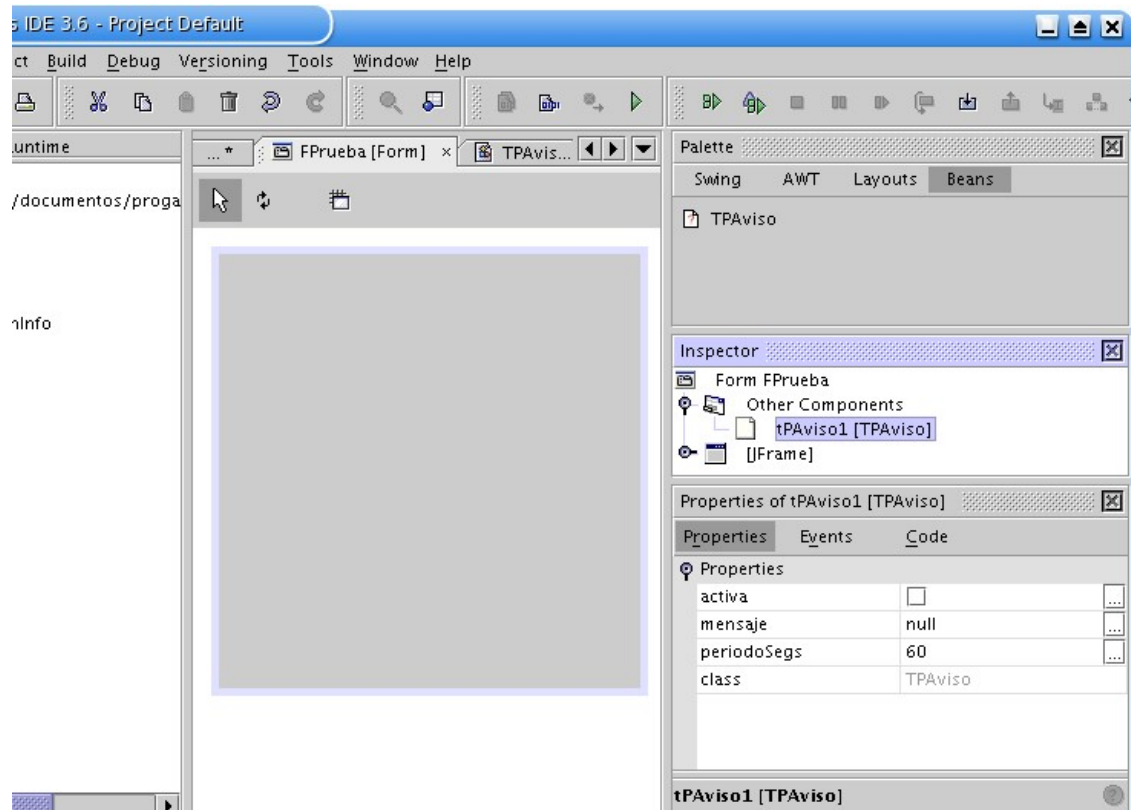 s IDE 3.6 - Project Default
ct Build Debug Versioning Tools Window Help
untime
/documentos/proga
nInfo
...* FPrueba [Form] × TPAvis...
Palette
Swing AWT Layouts Beans
TPAviso
Inspector
Form FPrueba
Other Components
tPAviso1 [TPAviso]
[JFrame]
Properties of tPAviso1 [TPAviso]
Properties Events Code
Properties
activa ...
mensaje null ...
periodoSegs 60 ...
class TPAviso
tPAviso1 [TPAviso]